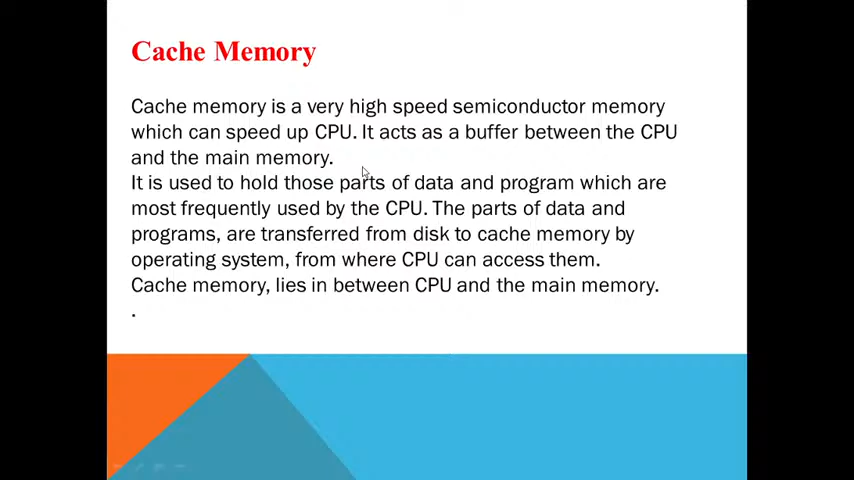 Cache Memory
Cache memory is a very high speed semiconductor memory
which can speed up CPU. It acts as a buffer between the CPU
and the main memory.
It is used to hold those parts of data and program which are
most frequently used by the CPU. The parts of data and
programs, are transferred from disk to cache memory by
operating system, from where CPU can access them.
Cache memory, lies in between CPU and the main memory.
.